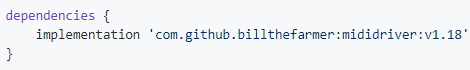 dependencies {
    implementation 'com.github.billthefarmer:mididriver:v1.18'
}